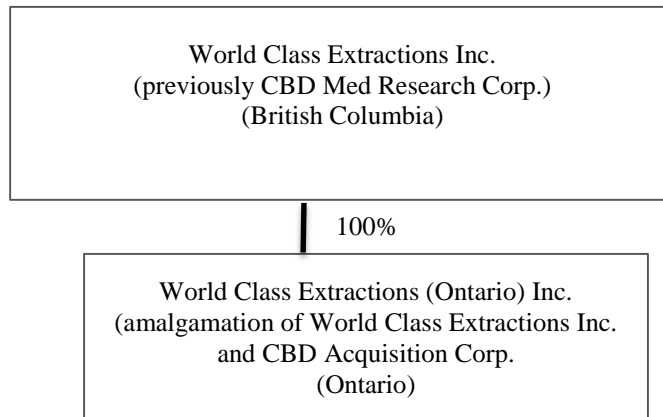 World Class Extractions Inc.
(previously CBD Med Research Corp.)
(British Columbia)
100%
World Class Extractions (Ontario) Inc.
(amalgamation of World Class Extractions Inc.
and CBD Acquisition Corp.
(Ontario)